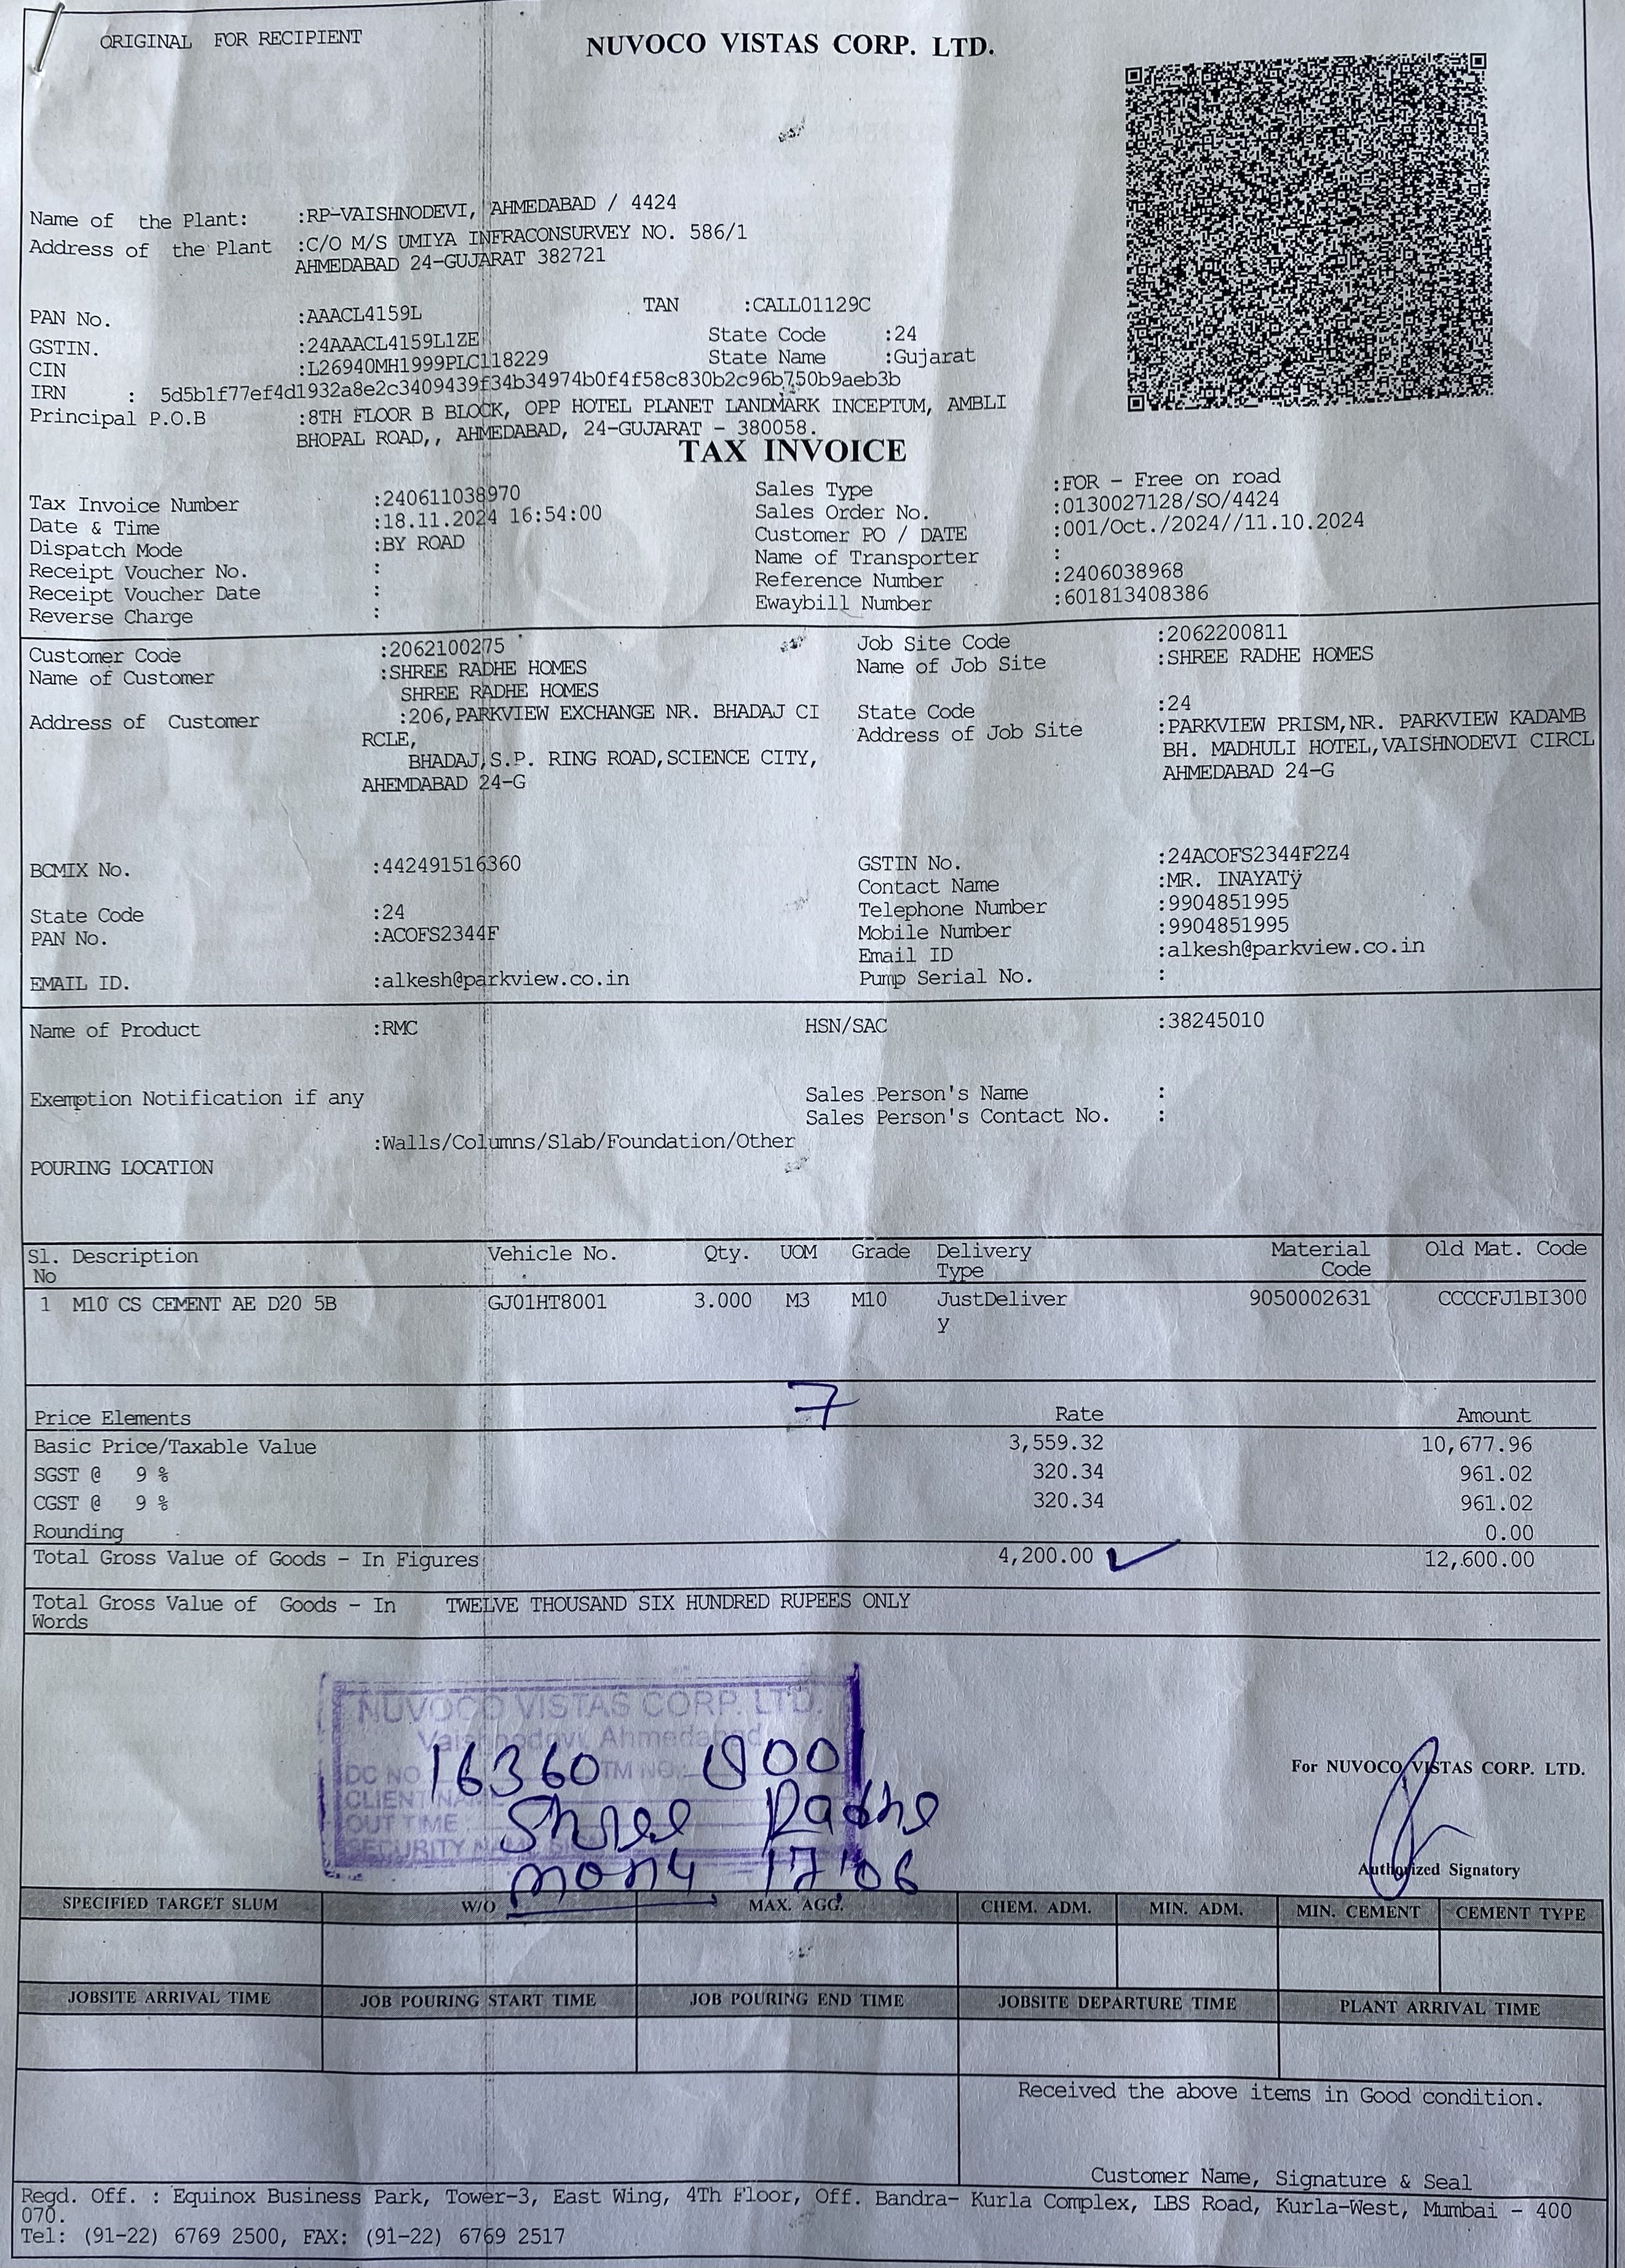 ORIGINAL FOR RECIPIENT
NUVOCO VISTAS CORP. LTD.
Name of the Plant: :RP-VAISHNODEVI, AHMEDABAD / 4424
Address of the Plant :C/O M/S UMIYA INFRACONSURVEY NO. 586/1
AHMEDABAD 24-GUJARAT 382721
PAN No. :AAACL4159L TAN :CALL01129C
GSTIN. :24AAACL4159L1ZE State Code :24
CIN :L26940MH1999PLC118229 State Name :Gujarat
IRN : 5d5b1f77ef4d1932a8e2c3409439f34b34974b0f4f58c830b2c96b750b9aeb3b
Principal P.O.B :8TH FLOOR B BLOCK, OPP HOTEL PLANET LANDMARK INCEPTUM, AMBLI
BHOPAL ROAD,, AHMEDABAD, 24-GUJARAT - 380058.
TAX INVOICE
Tax Invoice Number :240611038970 Sales Type :FOR - Free on road
Date & Time :18.11.2024 16:54:00 Sales Order No. :0130027128/SO/4424
Dispatch Mode :BY ROAD Customer PO / DATE :001/Oct./2024//11.10.2024
Receipt Voucher No. : Name of Transporter :
Receipt Voucher Date : Reference Number :2406038968
Reverse Charge : Ewaybill Number :601813408386
Customer Code :2062100275 Job Site Code :2062200811
Name of Customer :SHREE RADHE HOMES Name of Job Site :SHREE RADHE HOMES
SHREE RADHE HOMES
Address of Customer :206,PARKVIEW EXCHANGE NR. BHADAJ CI State Code :24
RCLE, Address of Job Site :PARKVIEW PRISM,NR. PARKVIEW KADAMB
BHADAJ,S.P. RING ROAD,SCIENCE CITY, BH. MADHULI HOTEL,VAISHNODEVI CIRCL
AHEMDABAD 24-G AHMEDABAD 24-G
BCMIX No. :442491516360 GSTIN No. :24ACOFS2344F2Z4
Contact Name :MR. INAYATÿ
State Code :24 Telephone Number :9904851995
PAN No. :ACOFS2344F Mobile Number :9904851995
Email ID :alkesh@parkview.co.in
EMAIL ID. :alkesh@parkview.co.in Pump Serial No. :
Name of Product :RMC HSN/SAC :38245010
Exemption Notification if any Sales Person's Name :
Sales Person's Contact No. :
:Walls/Columns/Slab/Foundation/Other
POURING LOCATION
Sl. Description Vehicle No. Qty. UOM Grade Delivery Material Old Mat. Code
No Type Code
1 M10 CS CEMENT AE D20 5B GJ01HT8001 3.000 M3 M10 JustDeliver 9050002631 CCCCFJ1BI300
y
7
Price Elements Rate Amount
Basic Price/Taxable Value 3,559.32 10,677.96
SGST @ 9 % 320.34 961.02
CGST @ 9 % 320.34 961.02
Rounding 0.00
Total Gross Value of Goods - In Figures 4,200.00 12,600.00
Total Gross Value of Goods - In TWELVE THOUSAND SIX HUNDRED RUPEES ONLY
Words
NUVOCO VISTAS CORP. LTD.
Vaishnodevi, Ahmedabad
DC NO 16360 TM NO. 8001
CLIENT NA
Shree Radhe
OUT TIME
SECURITY NAME
17:06
For NUVOCO VISTAS CORP. LTD.
Authorized Signatory
SPECIFIED TARGET SLUM W/O MAX. AGG. CHEM. ADM. MIN. ADM. MIN. CEMENT CEMENT TYPE
JOBSITE ARRIVAL TIME JOB POURING START TIME JOB POURING END TIME JOBSITE DEPARTURE TIME PLANT ARRIVAL TIME
Received the above items in Good condition.
Customer Name, Signature & Seal
Regd. Off. : Equinox Business Park, Tower-3, East Wing, 4Th Floor, Off. Bandra- Kurla Complex, LBS Road, Kurla-West, Mumbai - 400
070.
Tel: (91-22) 6769 2500, FAX: (91-22) 6769 2517